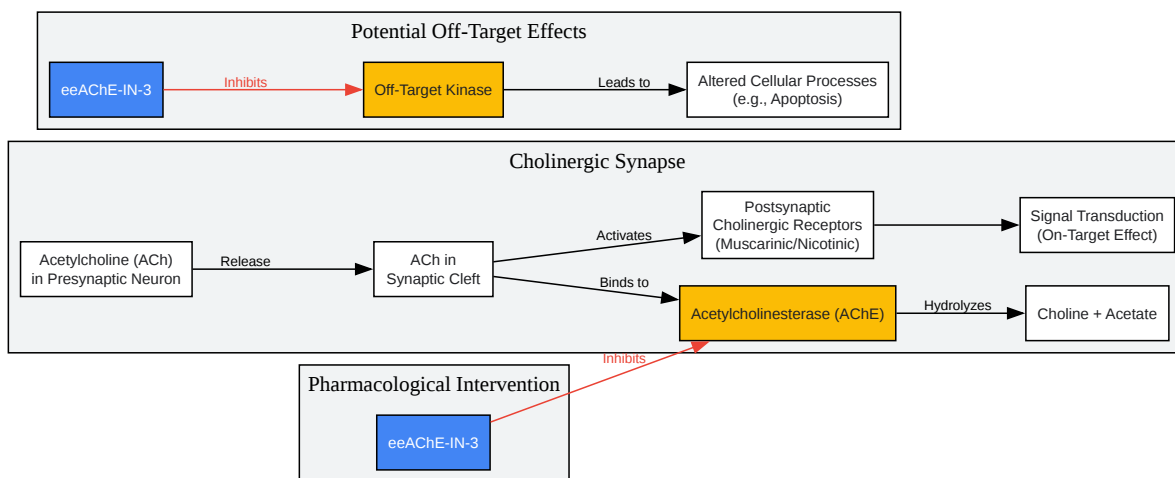 Potential Off-Target Effects
eeAChE-IN-3
Inhibits
Off-Target Kinase
Leads to
Altered Cellular Processes
(e.g., Apoptosis)
Cholinergic Synapse
Acetylcholine (ACh)
in Presynaptic Neuron
Release
ACh in
Synaptic Cleft
Activates
Postsynaptic
Cholinergic Receptors
(Muscarinic/Nicotinic)
Signal Transduction
(On-Target Effect)
Binds to
Acetylcholinesterase (AChE)
Hydrolyzes
Choline + Acetate
Inhibits
Pharmacological Intervention
eeAChE-IN-3